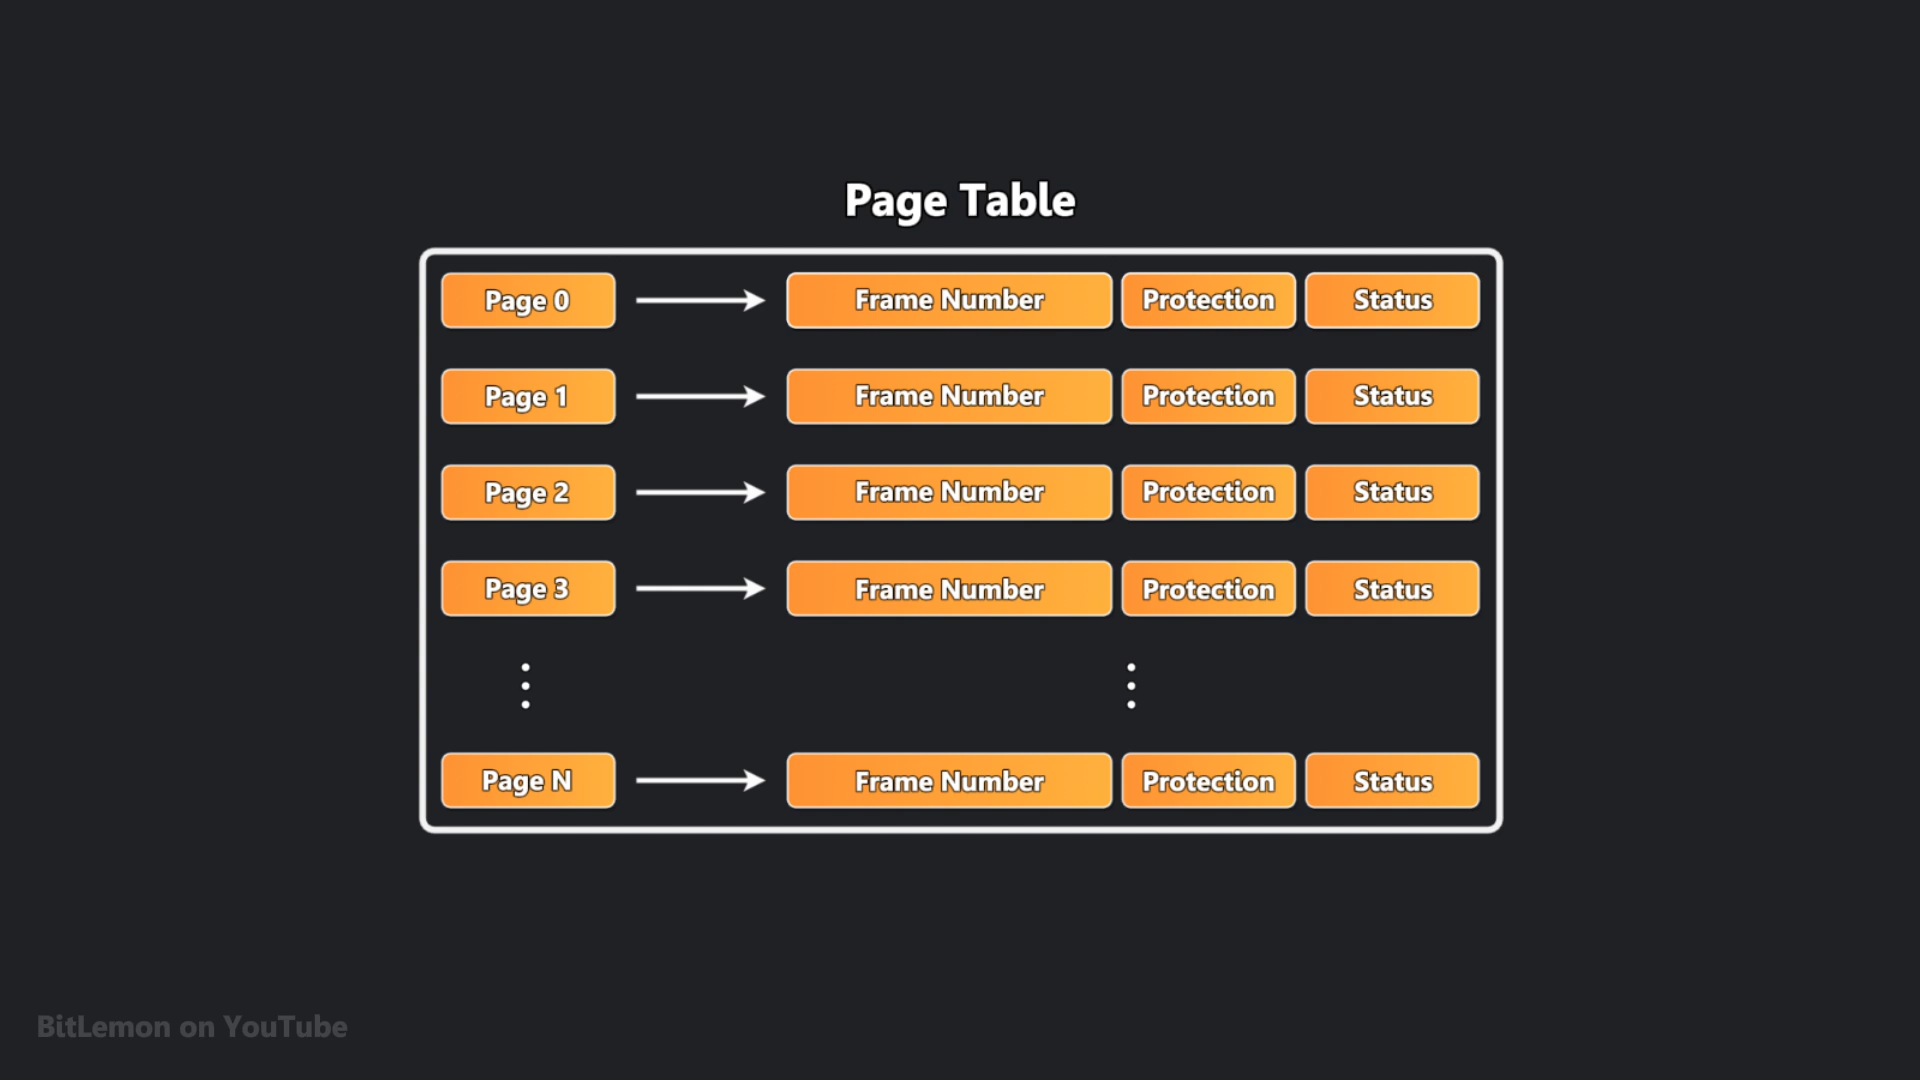 Page Table
Page 0 Frame Number Protection Status
Page 1 Frame Number Protection Status
Page 2 Frame Number Protection Status
Page 3 Frame Number Protection Status
Page N Frame Number Protection Status
BitLemon on YouTube